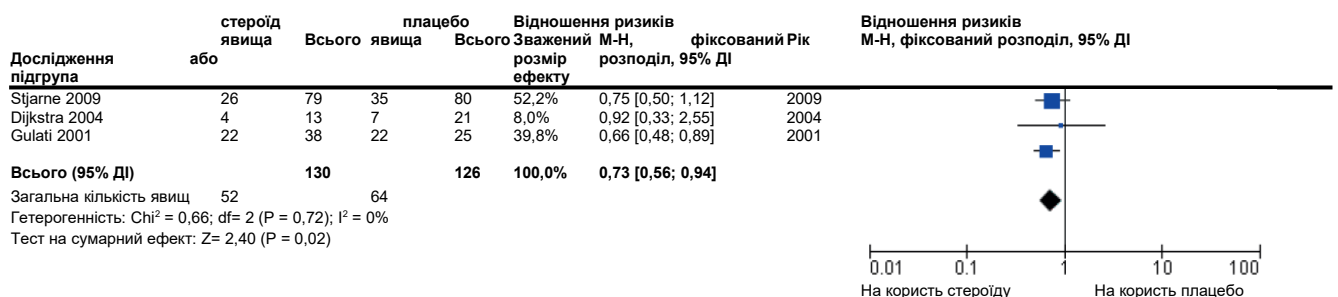 стероїд плацебо Відношення ризиків Відношення ризиків
явища Всього явища Всього Зважений М-Н, фіксований Рік М-Н, фіксований розподіл, 95% ДІ
Дослідження або розмір розподіл, 95% ДІ
підгрупа ефекту
Stjarne 2009 26 79 35 80 52,2% 0,75 [0,50; 1,12] 2009
Dijkstra 2004 4 13 7 21 8,0% 0,92 [0,33; 2,55] 2004
Gulati 2001 22 38 22 25 39,8% 0,66 [0,48; 0,89] 2001
Всього (95% ДІ) 130 126 100,0% 0,73 [0,56; 0,94]
Загальна кількість явищ 52 64
Гетерогенність: Chi² = 0,66; df= 2 (P = 0,72); I² = 0%
Тест на сумарний ефект: Z= 2,40 (P = 0,02)
0.01 0.1 1 10 100
На користь стероїду На користь плацебо